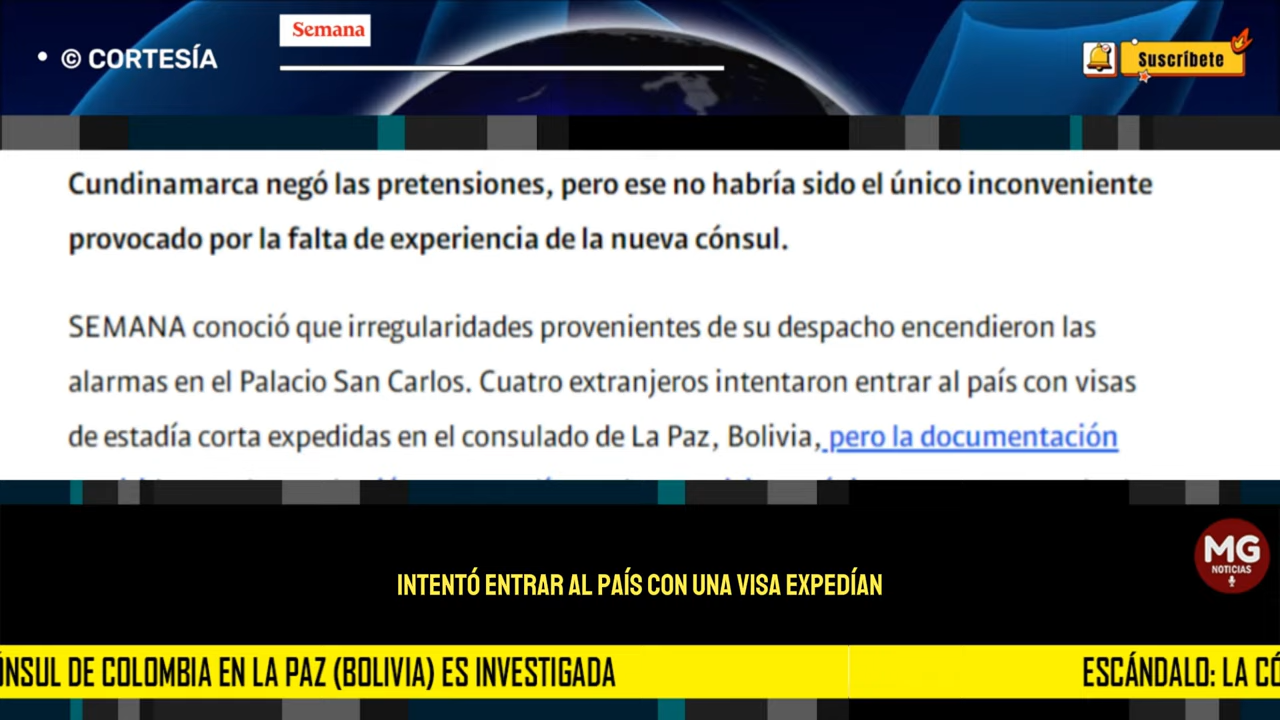 Semana
• © CORTESÍA
Suscríbete
Cundinamarca negó las pretensiones, pero ese no habría sido el único inconveniente
provocado por la falta de experiencia de la nueva cónsul.
SEMANA conoció que irregularidades provenientes de su despacho encendieron las
alarmas en el Palacio San Carlos. Cuatro extranjeros intentaron entrar al país con visas
de estadía corta expedidas en el consulado de La Paz, Bolivia, pero la documentación
MG
NOTICIAS
INTENTÓ ENTRAR AL PAÍS CON UNA VISA EXPEDÍAN
ÓNSUL DE COLOMBIA EN LA PAZ (BOLIVIA) ES INVESTIGADA
ESCÁNDALO: LA CÓ